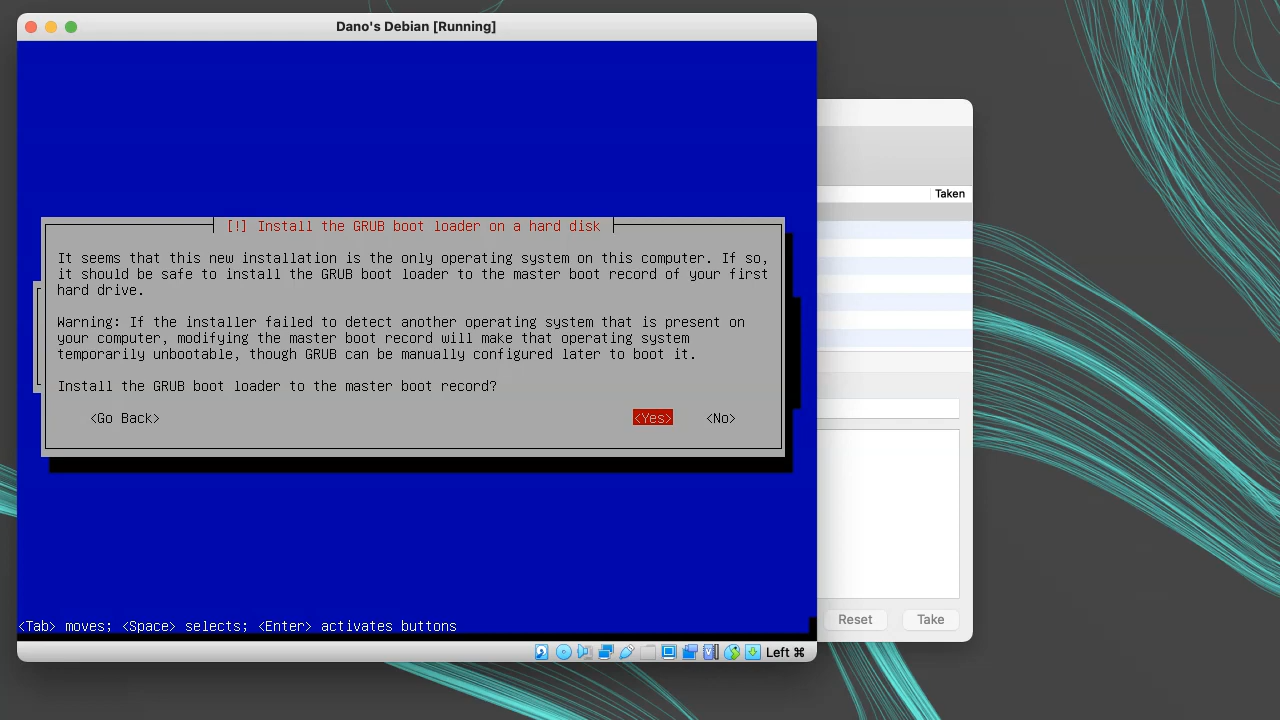 Dano's Debian [Running]
Taken
[!] Install the GRUB boot loader on a hard disk
It seems that this new installation is the only operating system on this computer. If so,
it should be safe to install the GRUB boot loader to the master boot record of your first
hard drive.
Warning: If the installer failed to detect another operating system that is present on
your computer, modifying the master boot record will make that operating system
temporarily unbootable, though GRUB can be manually configured later to boot it.
Install the GRUB boot loader to the master boot record?
<Go Back> <Yes> <No>
Reset Take
<Tab> moves; <Space> selects; <Enter> activates buttons
Left ⌘